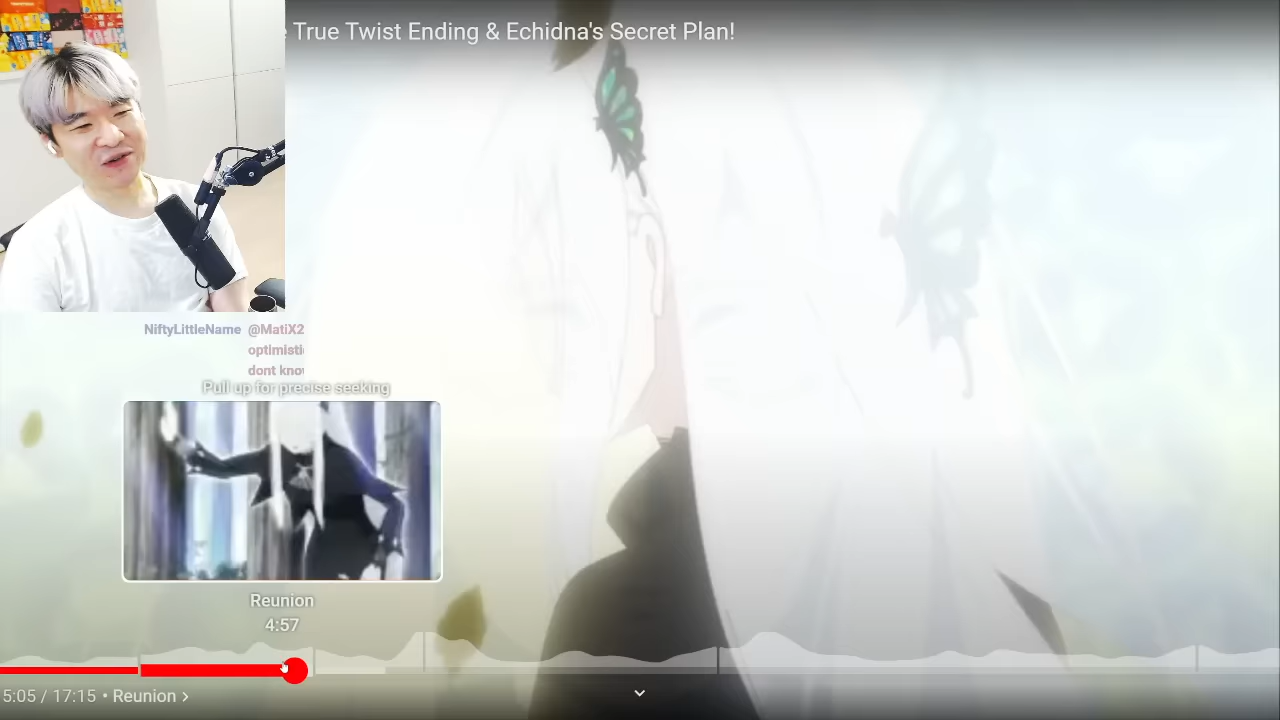 True Twist Ending & Echidna's Secret Plan!
NiftyLittleName @MatiX2
optimisti
dont kno
Pull up for precise seeking
Reunion
4:57
5:05 / 17:15 • Reunion